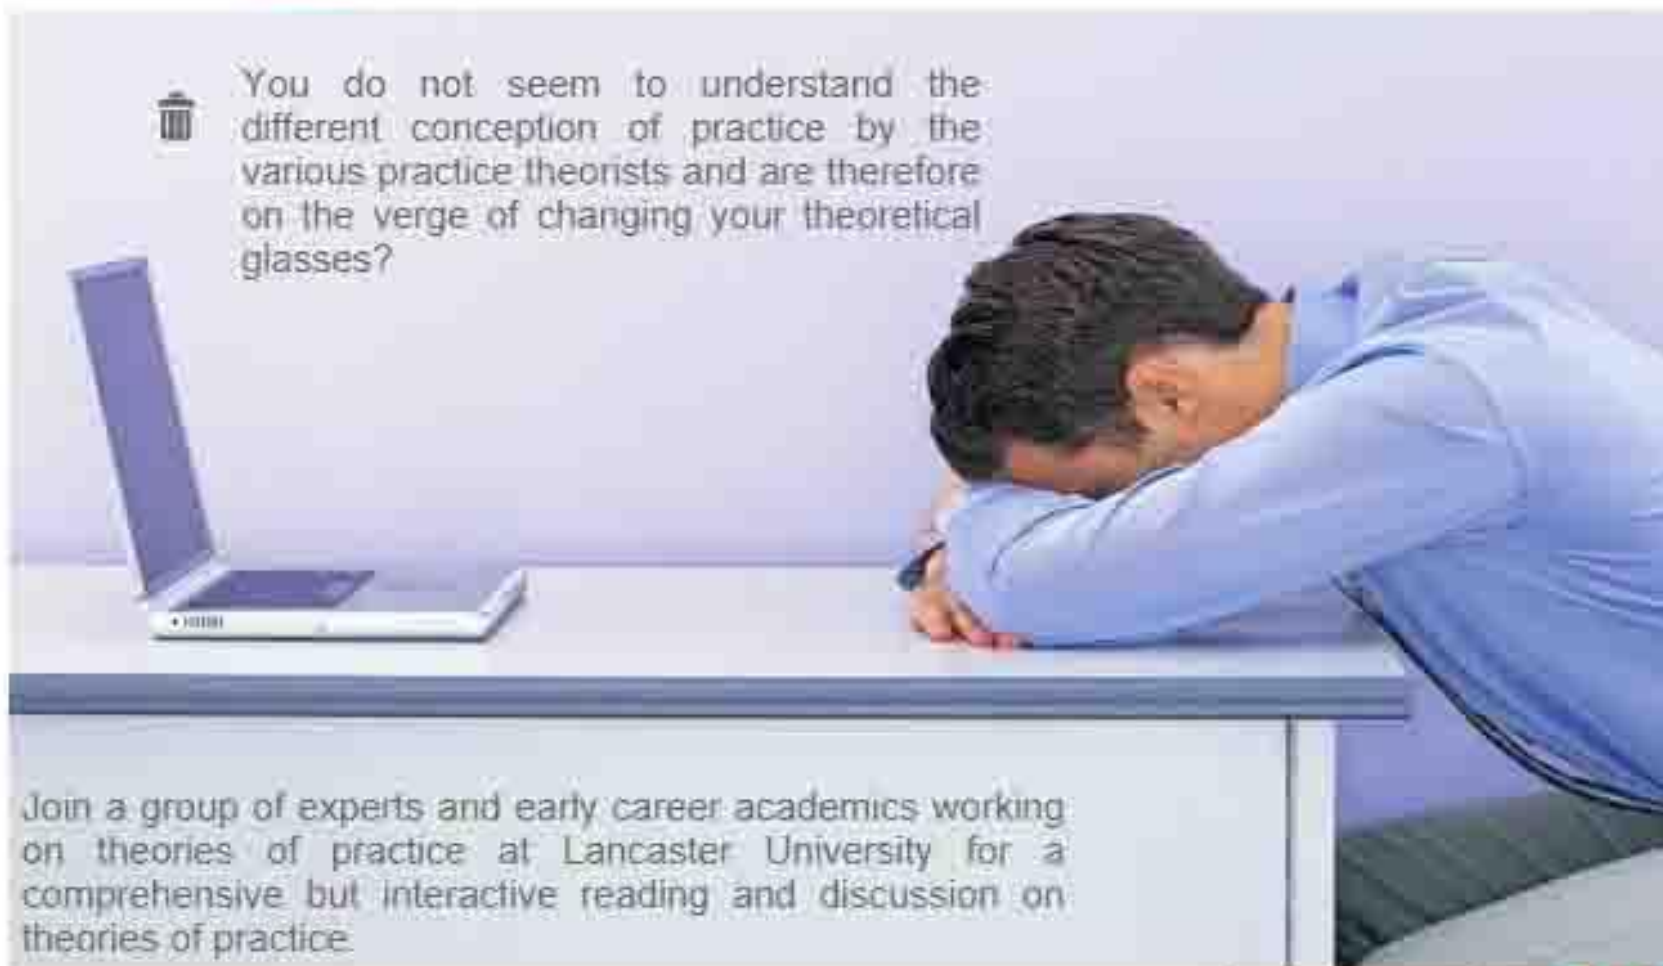 You do not seem to understand the
different conception of practice by the
various practice theorists and are therefore
on the verge of changing your theoretical
glasses?
Join a group of experts and early career academics working
on theories of practice at Lancaster University for a
comprehensive but interactive reading and discussion on
theories of practice.